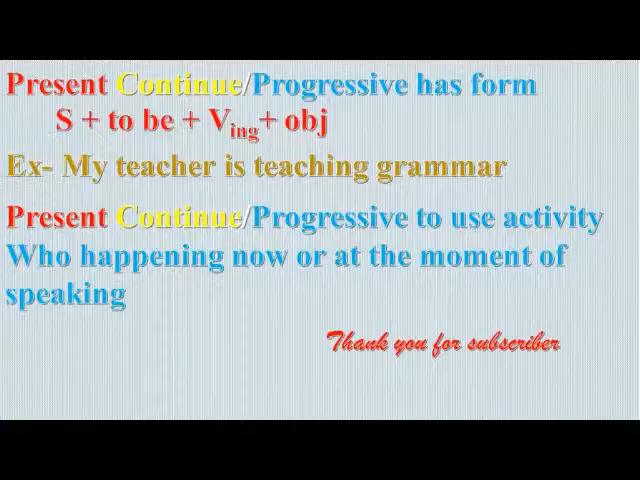 Present Continue/Progressive has form
S + to be + Ving + obj
Ex- My teacher is teaching grammar
Present Continue/Progressive to use activity
Who happening now or at the moment of
speaking
Thank you for subscriber